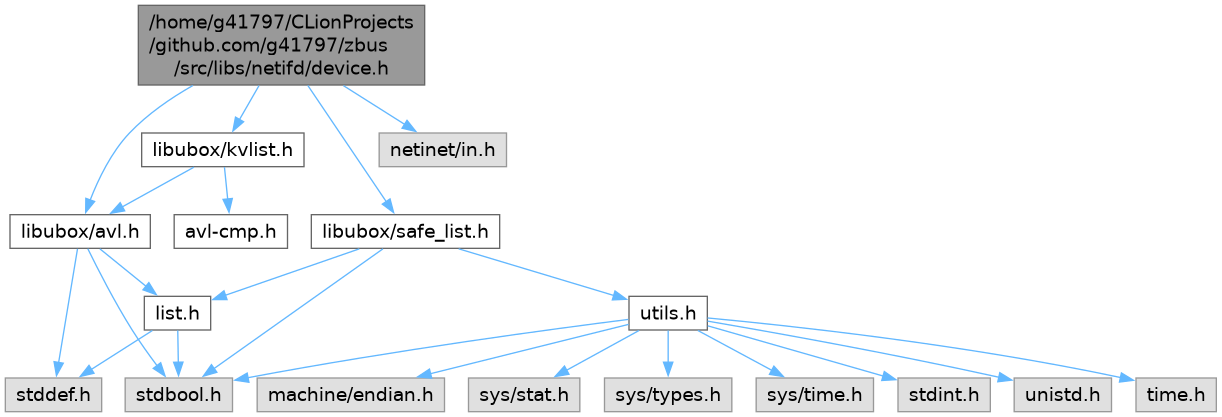 /home/g41797/CLionProjects
/github.com/g41797/zbus
/src/libs/netifd/device.h
libubox/kvlist.h
netinet/in.h
libubox/avl.h
avl-cmp.h
libubox/safe_list.h
list.h
utils.h
stddef.h
stdbool.h
machine/endian.h
sys/stat.h
sys/types.h
sys/time.h
stdint.h
unistd.h
time.h